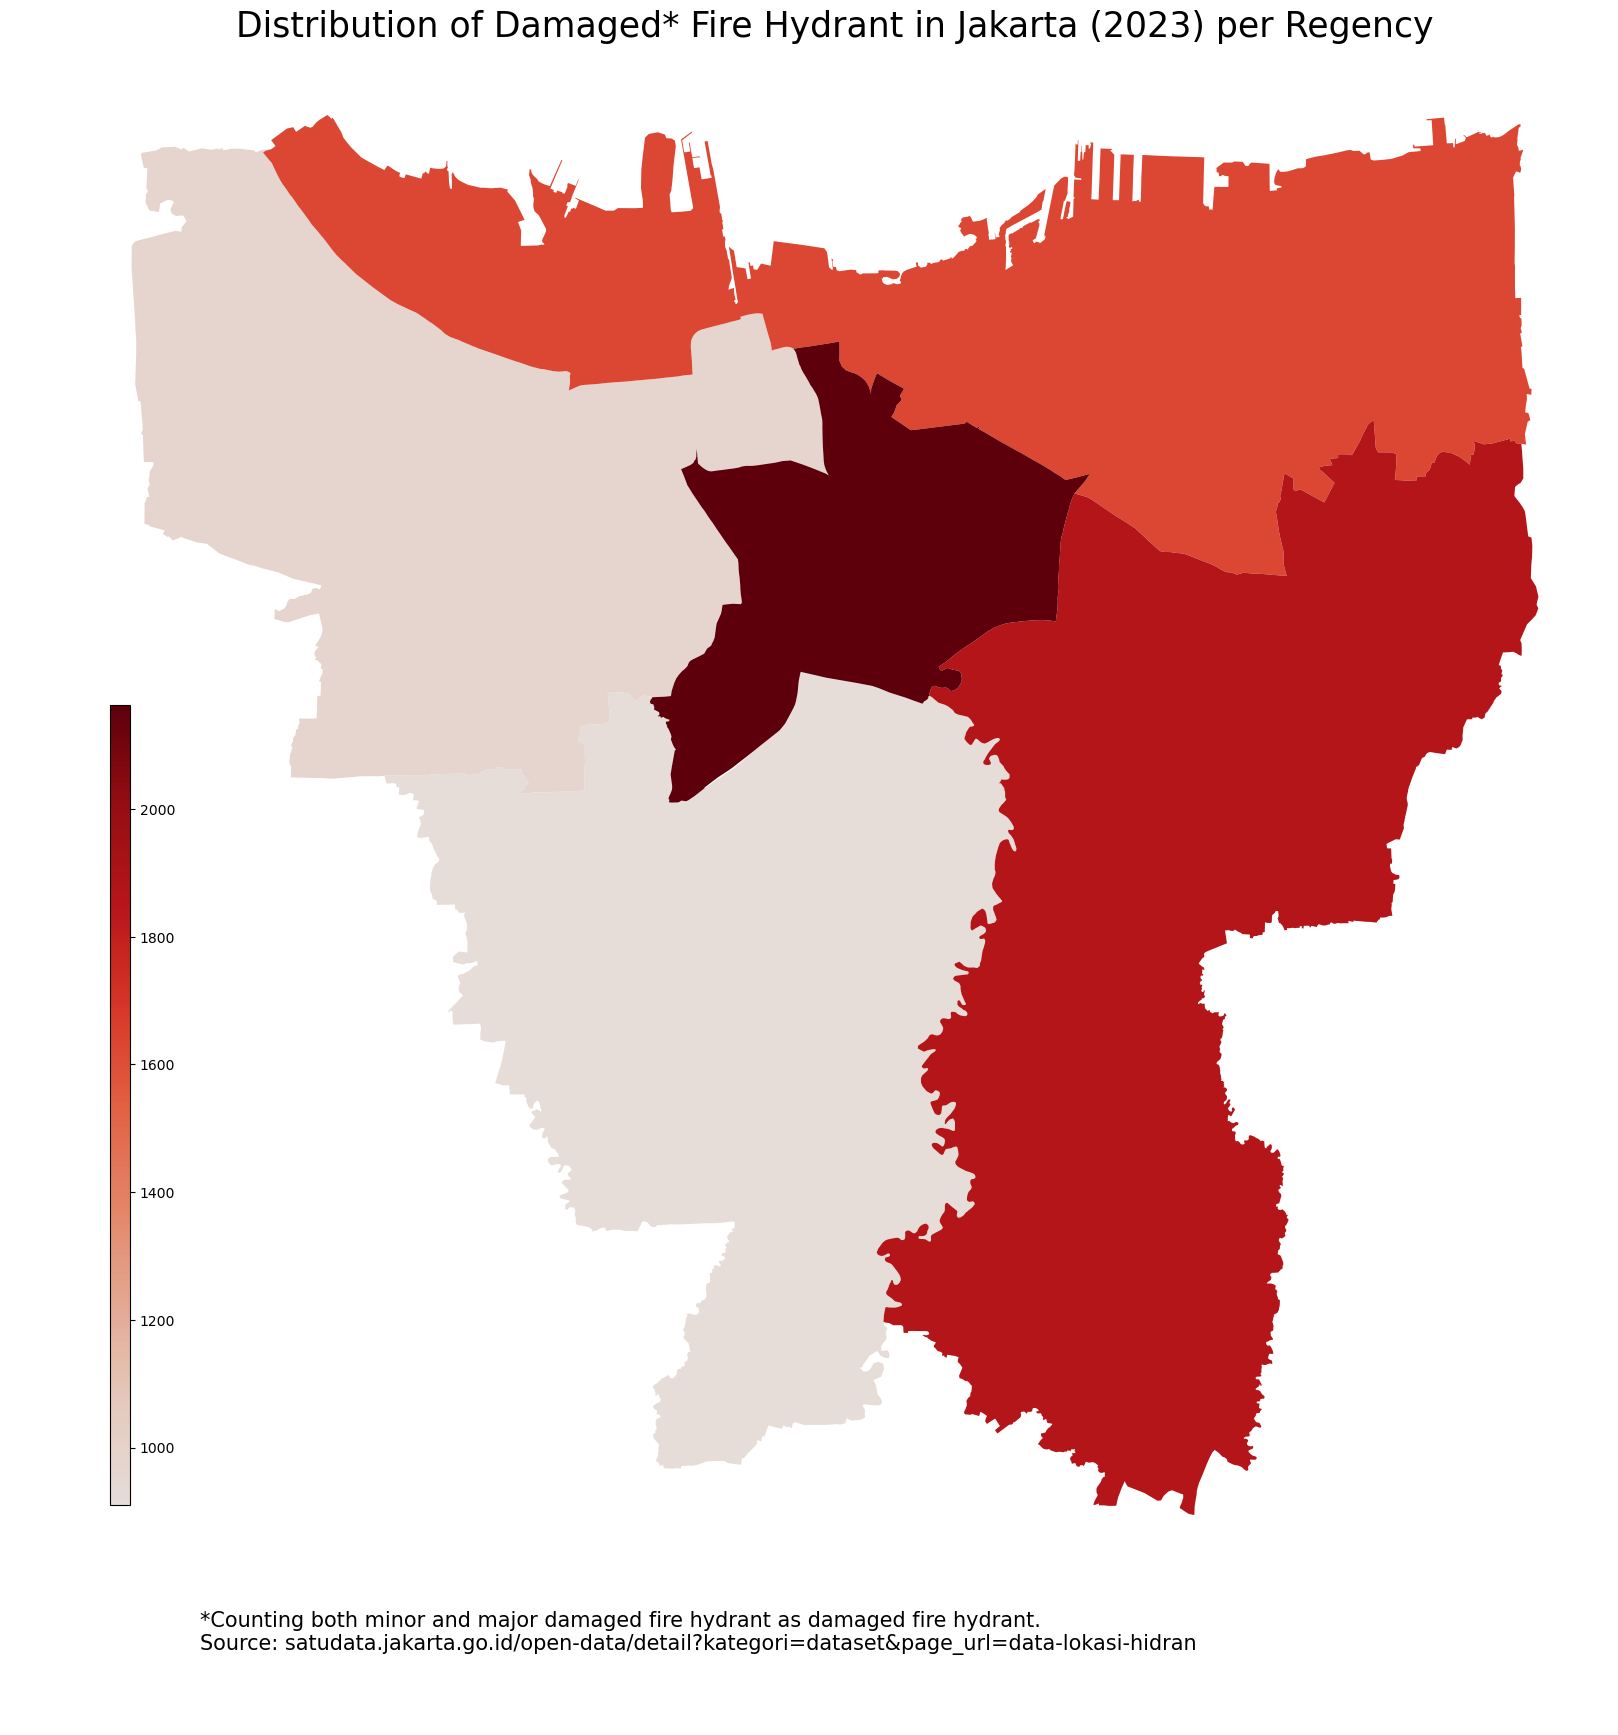 Distribution of Damaged* Fire Hydrant in Jakarta (2023) per Regency
2000
1800
1600
1400
1200
1000
*Counting both minor and major damaged fire hydrant as damaged fire hydrant.
Source: satudata.jakarta.go.id/open-data/detail?kategori=dataset&page_url=data-lokasi-hidran